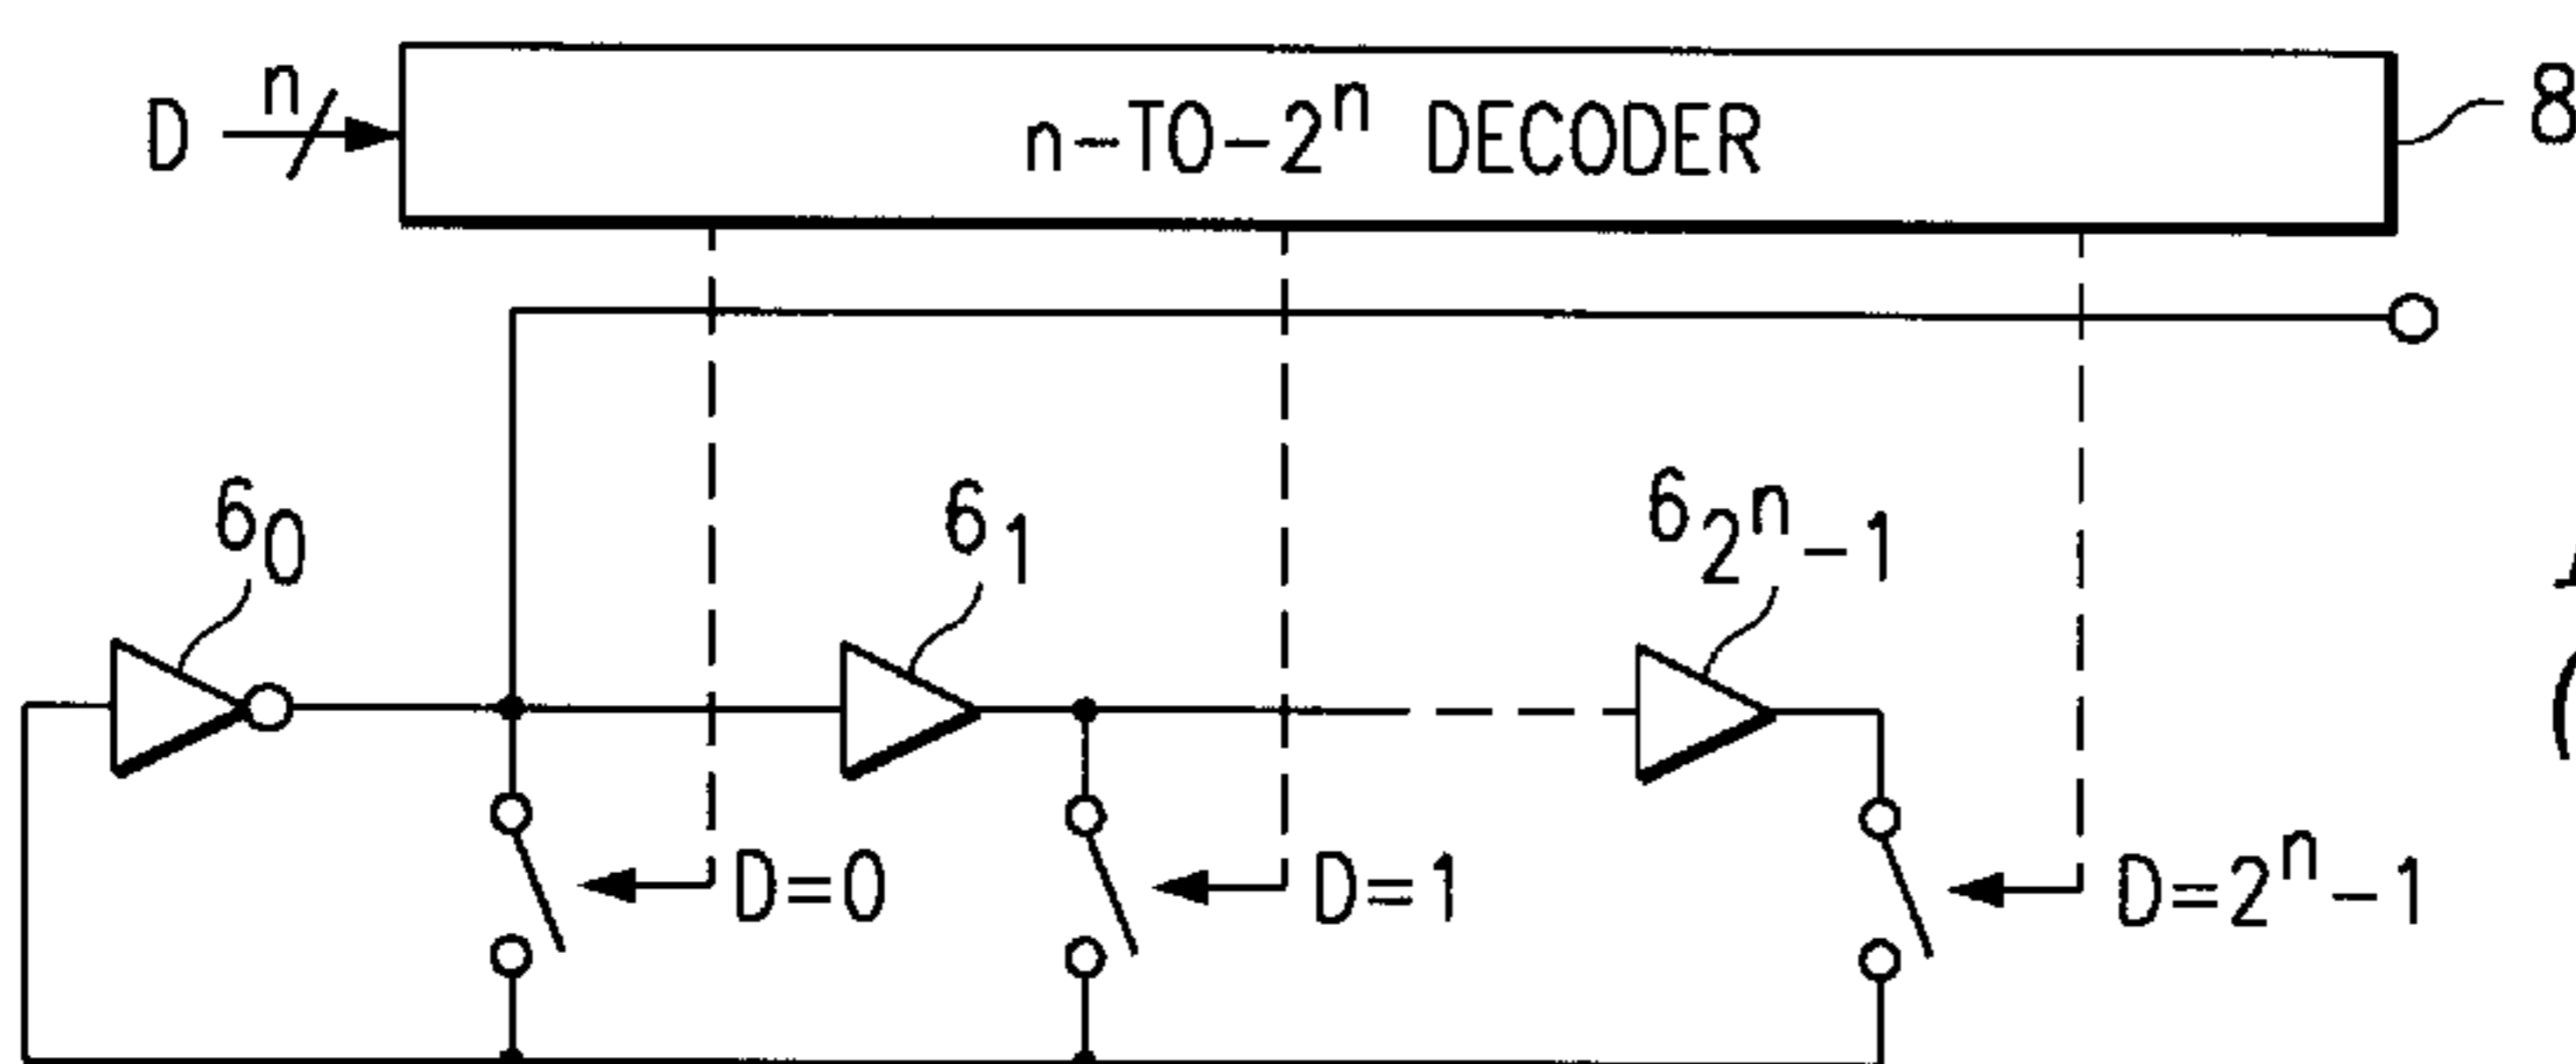 D n n-TO-2ⁿ DECODER 8
6₀ 6₁ 6₂ⁿ₋₁
D=0 D=1 D=2ⁿ-1